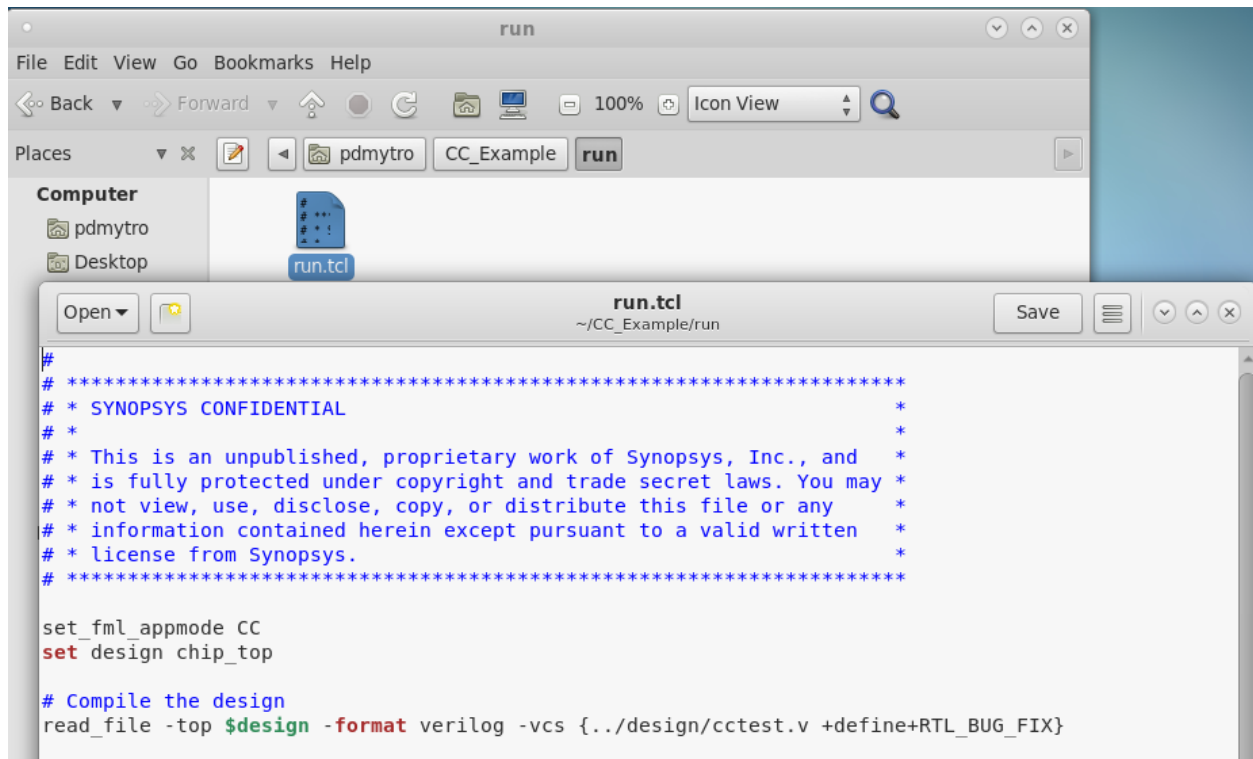 run
File Edit View Go Bookmarks Help
Back Forward 100% Icon View
Places pdmytro CC_Example run
Computer
pdmytro
Desktop
run.tcl
Open run.tcl Save
~/CC_Example/run
#
# *********************************************************************
# * SYNOPSYS CONFIDENTIAL *
# * *
# * This is an unpublished, proprietary work of Synopsys, Inc., and *
# * is fully protected under copyright and trade secret laws. You may *
# * not view, use, disclose, copy, or distribute this file or any *
# * information contained herein except pursuant to a valid written *
# * license from Synopsys. *
# *********************************************************************
set_fml_appmode CC
set design chip_top
# Compile the design
read_file -top $design -format verilog -vcs {../design/cctest.v +define+RTL_BUG_FIX}